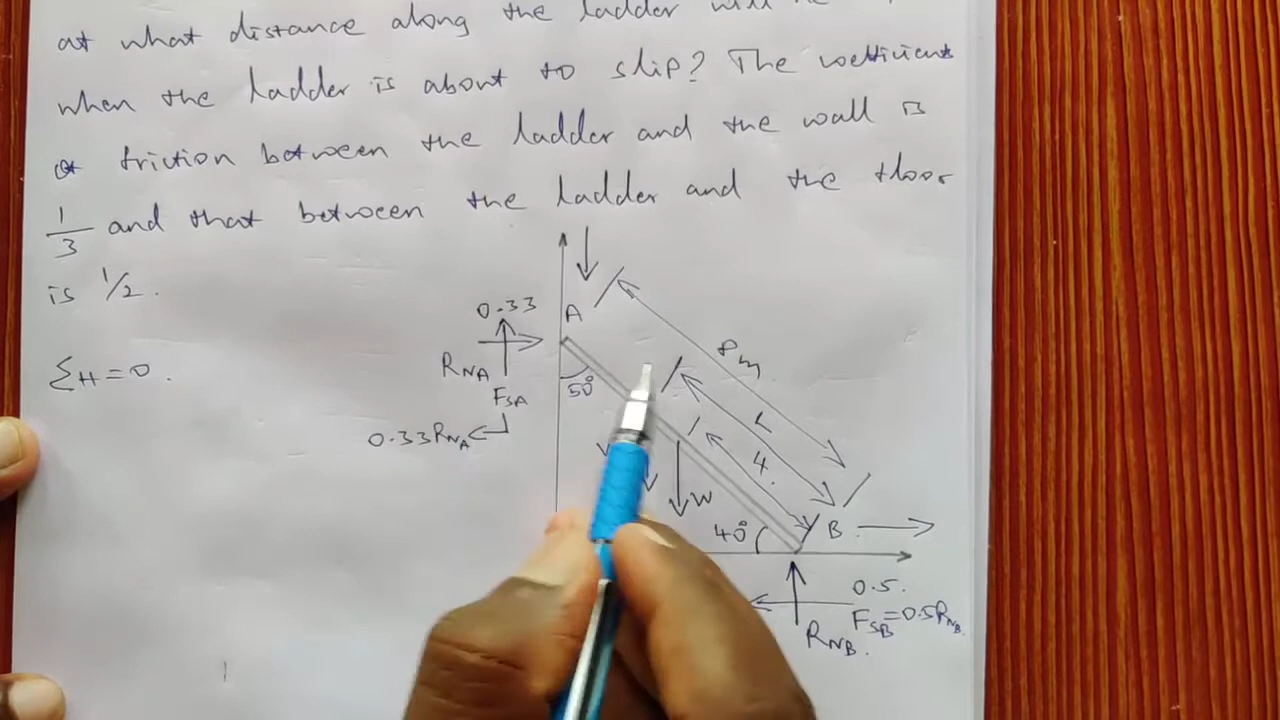 at what distance along the ladder will he
when the ladder is about to slip? The coefficient
of friction between the ladder and the wall is
1/3 and that between the ladder and the floor
is 1/2.
0.33
A
8m
ΣH=0.
RNA
50°
FSA
L
0.33RNA
4.
W
40°
B
0.5.
FSB=0.5RNB
RNB.